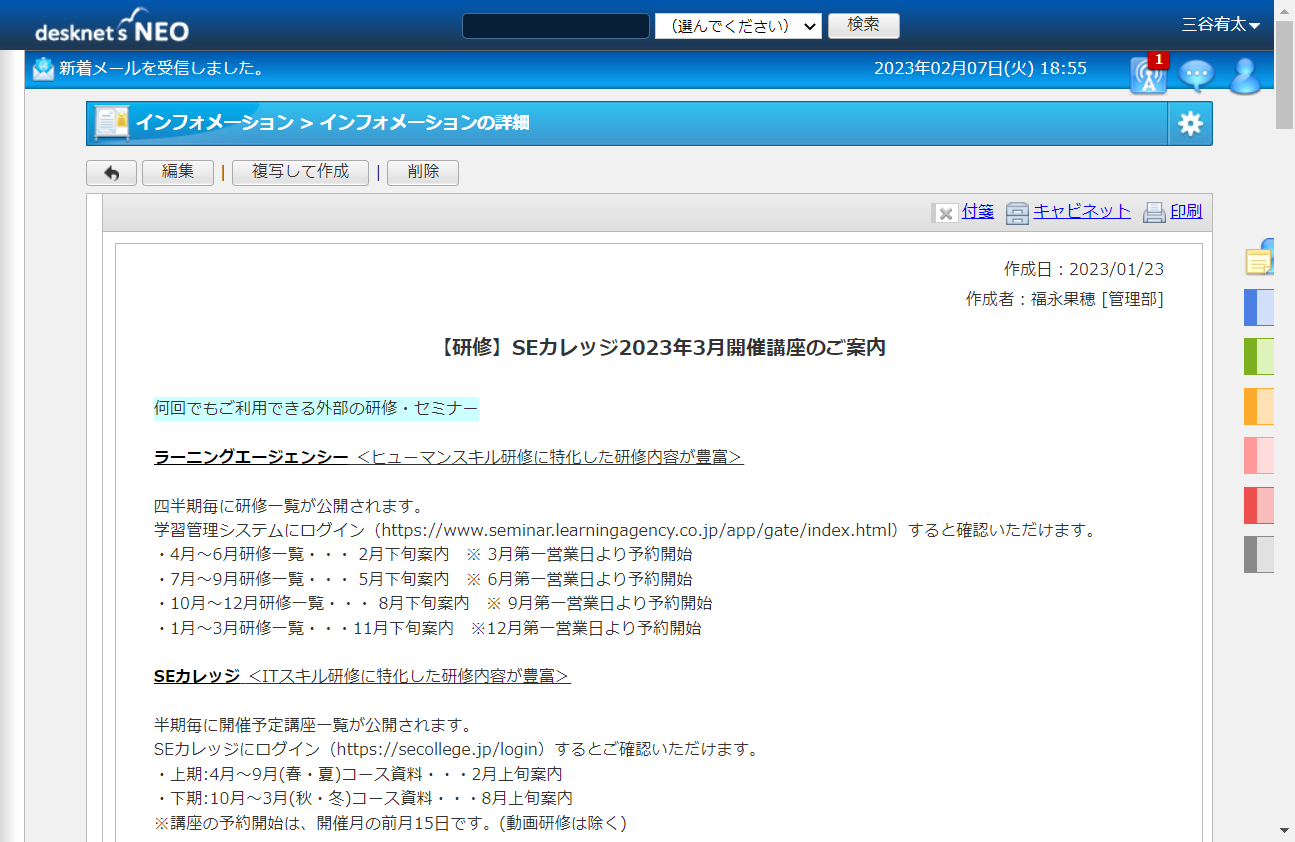 desknet's NEO
（選んでください）
検索
三谷宥太
新着メールを受信しました。
2023年02月07日(火) 18:55
1
インフォメーション > インフォメーションの詳細
編集 | 複写して作成 | 削除
付箋 キャビネット 印刷
作成日：2023/01/23
作成者：福永果穂 [管理部]
【研修】SEカレッジ2023年3月開催講座のご案内
何回でもご利用できる外部の研修・セミナー
ラーニングエージェンシー ＜ヒューマンスキル研修に特化した研修内容が豊富＞
四半期毎に研修一覧が公開されます。
学習管理システムにログイン（https://www.seminar.learningagency.co.jp/app/gate/index.html）すると確認いただけます。
・4月～6月研修一覧・・・ 2月下旬案内　※ 3月第一営業日より予約開始
・7月～9月研修一覧・・・ 5月下旬案内　※ 6月第一営業日より予約開始
・10月～12月研修一覧・・・ 8月下旬案内　※ 9月第一営業日より予約開始
・1月～3月研修一覧・・・11月下旬案内　※12月第一営業日より予約開始
SEカレッジ ＜ITスキル研修に特化した研修内容が豊富＞
半期毎に開催予定講座一覧が公開されます。
SEカレッジにログイン（https://secollege.jp/login）するとご確認いただけます。
・上期:4月～9月(春・夏)コース資料・・・2月上旬案内
・下期:10月～3月(秋・冬)コース資料・・・8月上旬案内
※講座の予約開始は、開催月の前月15日です。(動画研修は除く)